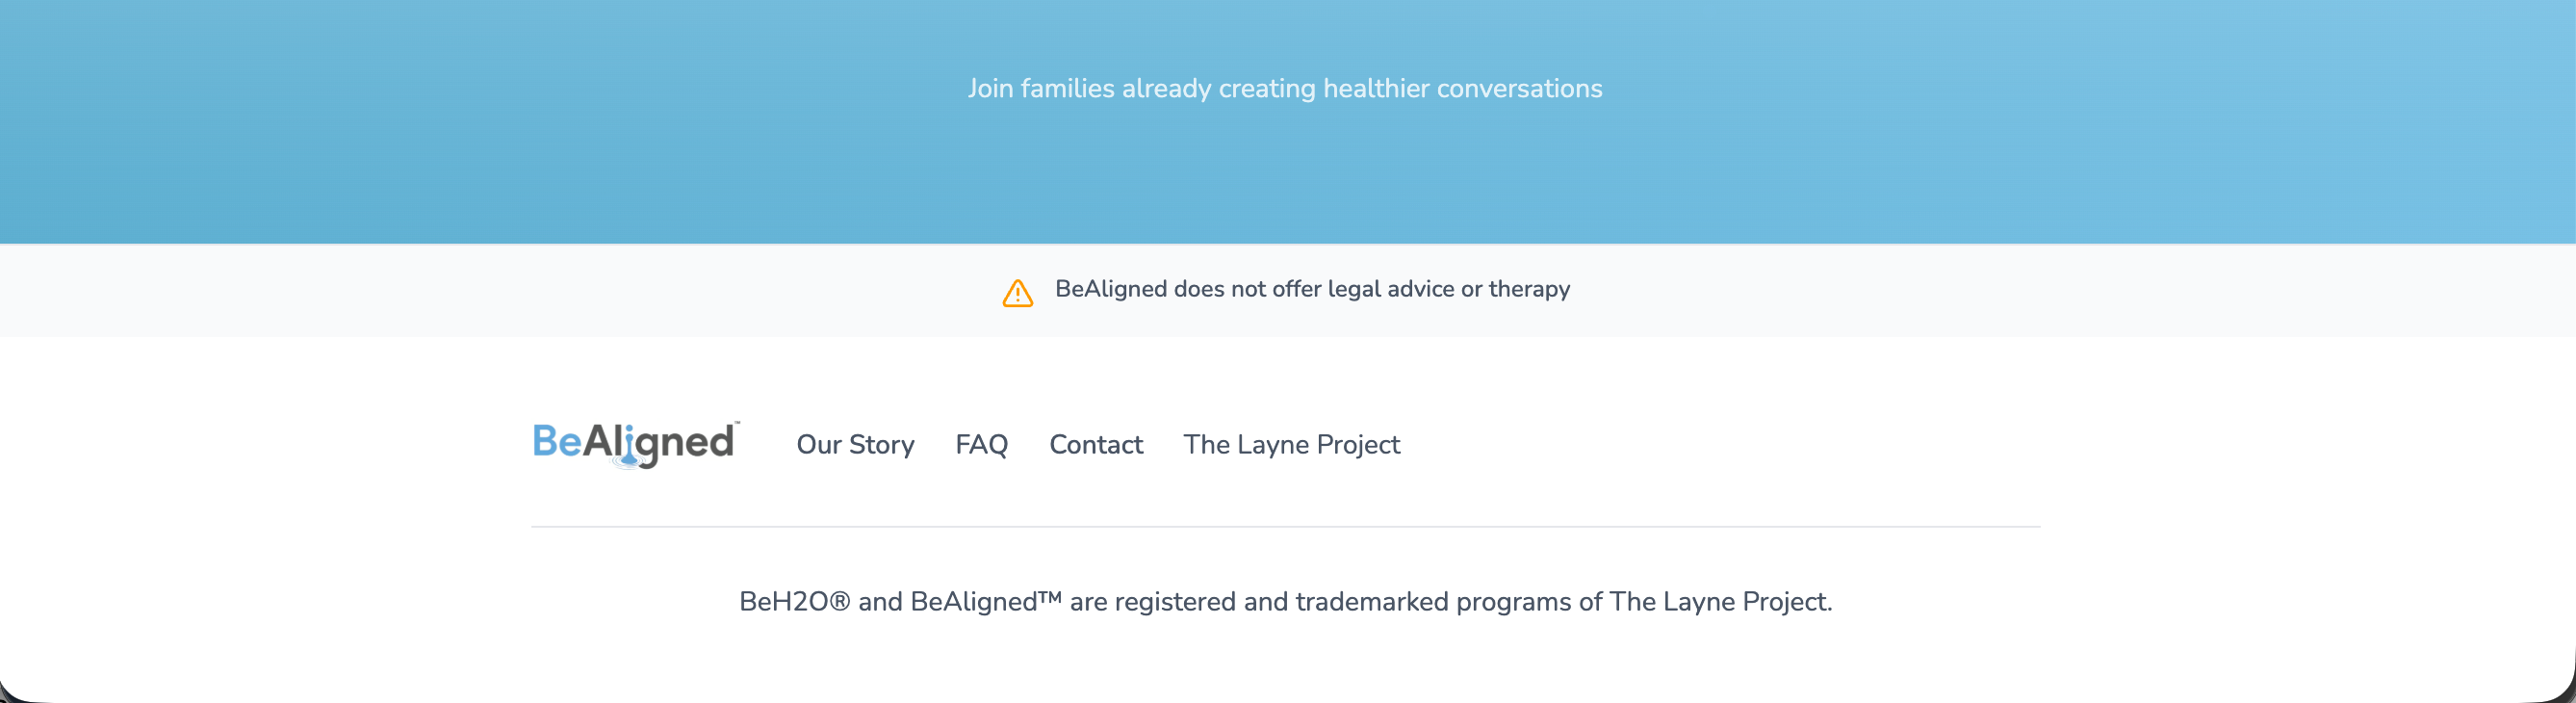 Join families already creating healthier conversations
BeAligned does not offer legal advice or therapy
BeAligned™ Our Story FAQ Contact The Layne Project
BeH2O® and BeAligned™ are registered and trademarked programs of The Layne Project.